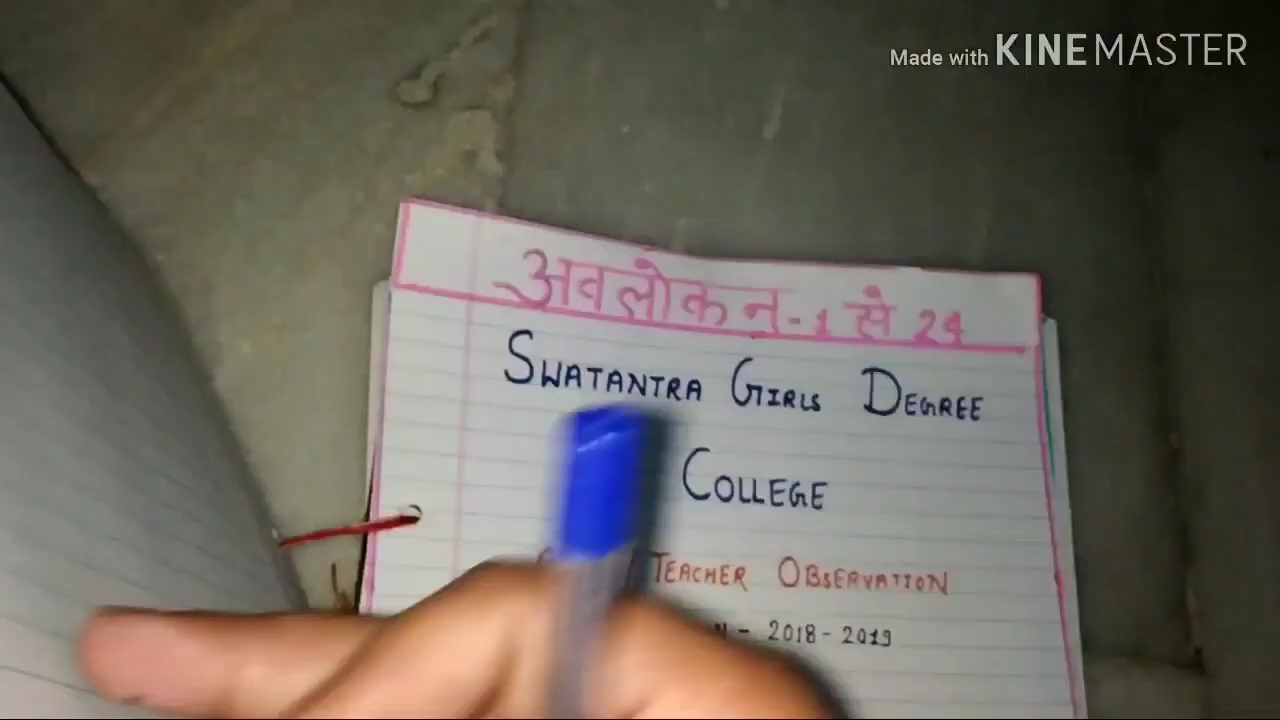 Made with KINEMASTER
अवलोकन - 1 से 24
SWATANTRA GIRLS DEGREE
COLLEGE
TEACHER OBSERVATION
- 2018-2019